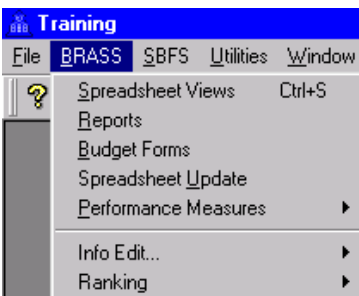 Training
File BRASS SBFS Utilities Window
Spreadsheet Views Ctrl+S
Reports
Budget Forms
Spreadsheet Update
Performance Measures
Info Edit...
Ranking